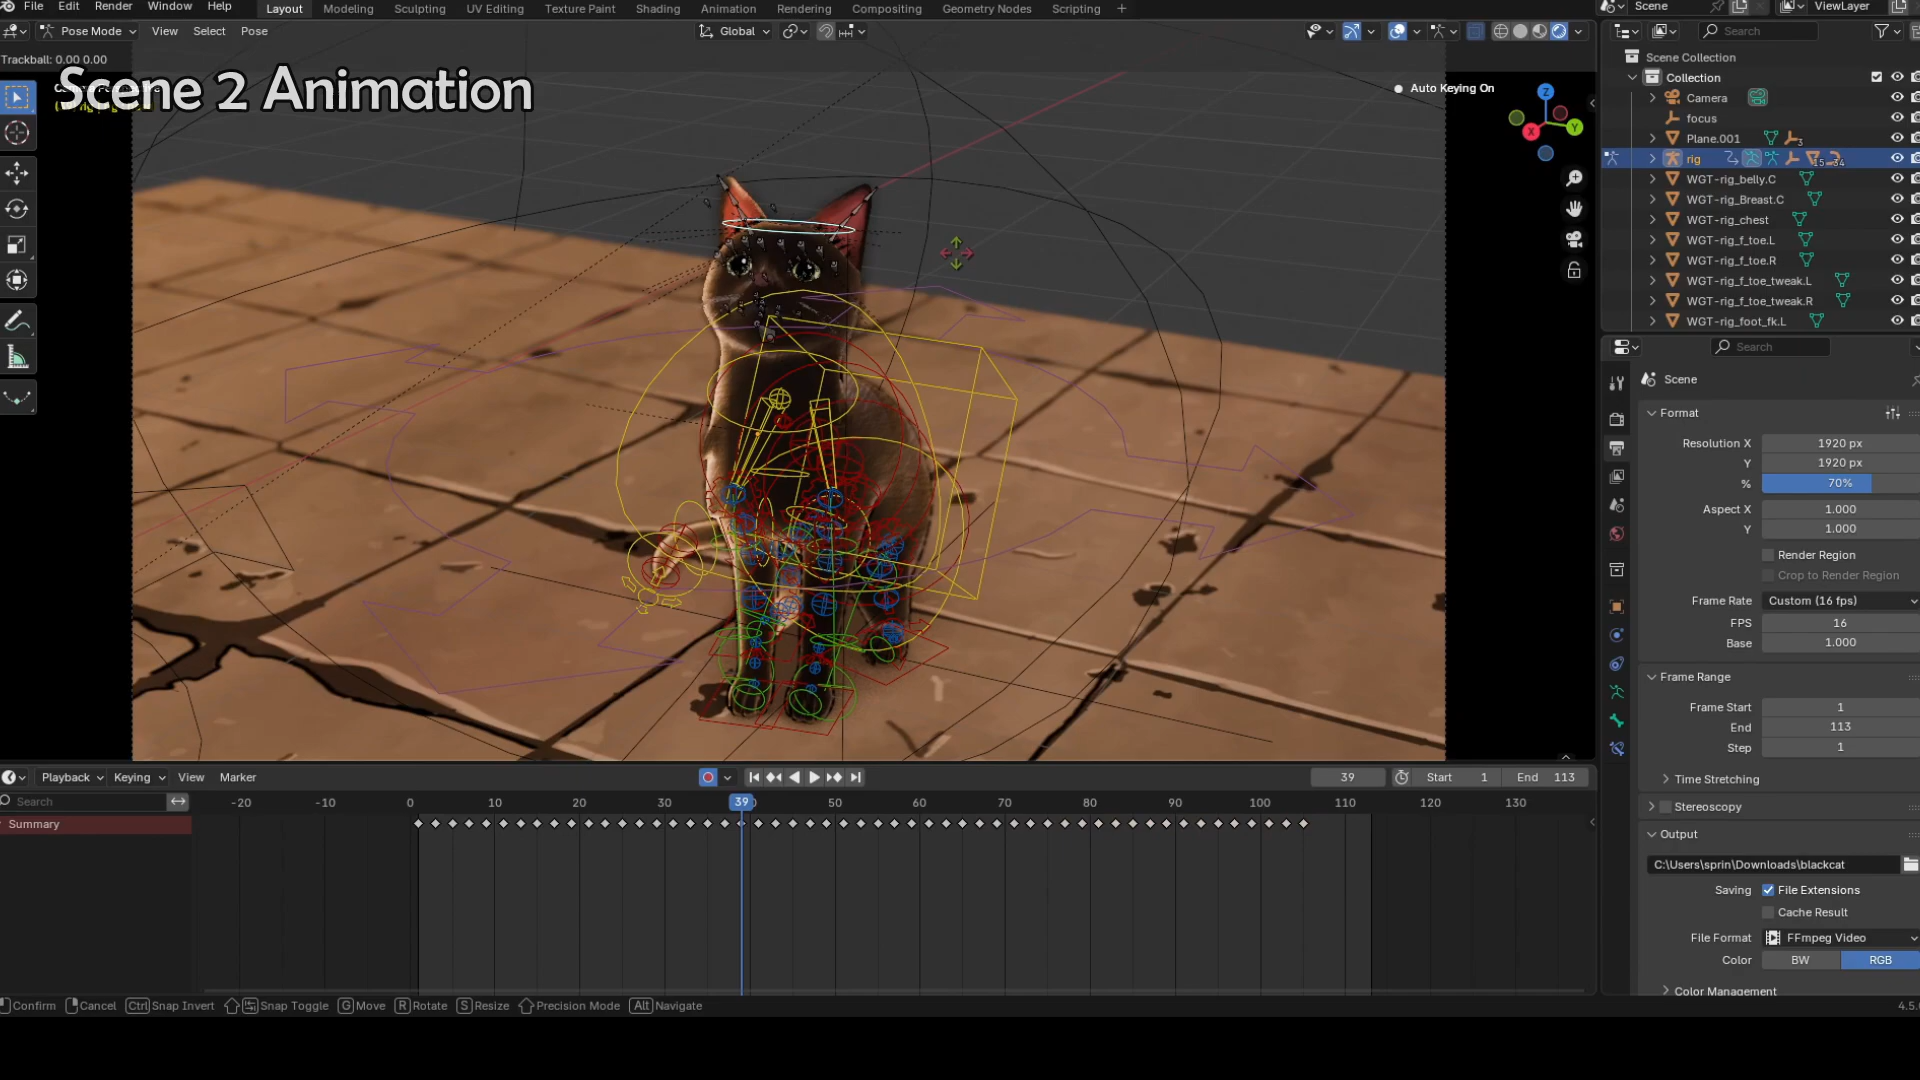 File Edit Render Window Help Layout Modeling Sculpting UV Editing Texture Paint Shading Animation Rendering Compositing Geometry Nodes Scripting + Scene ViewLayer
Pose Mode View Select Pose Global Search
Trackball: 0.00 0.00
Scene 2 Animation
Auto Keying On
Z
Y
X
Scene Collection
Collection
Camera
focus
Plane.001 3
rig 15 34
WGT-rig_belly.C
WGT-rig_Breast.C
WGT-rig_chest
WGT-rig_f_toe.L
WGT-rig_f_toe.R
WGT-rig_f_toe_tweak.L
WGT-rig_f_toe_tweak.R
WGT-rig_foot_fk.L
Search
Scene
Format
Resolution X 1920 px
Y 1920 px
% 70%
Aspect X 1.000
Y 1.000
Render Region
Crop to Render Region
Frame Rate Custom (16 fps)
FPS 16
Base 1.000
Frame Range
Frame Start 1
End 113
Step 1
Time Stretching
Stereoscopy
Output
C:\Users\sprin\Downloads\blackcat
Saving File Extensions
Cache Result
File Format FFmpeg Video
Color BW RGB
Color Management
Playback Keying View Marker 39 Start 1 End 113
Search -20 -10 0 10 20 30 39 50 60 70 80 90 100 110 120 130
Summary
Confirm Cancel Ctrl Snap Invert Snap Toggle G Move R Rotate S Resize Precision Mode Alt Navigate 4.5.